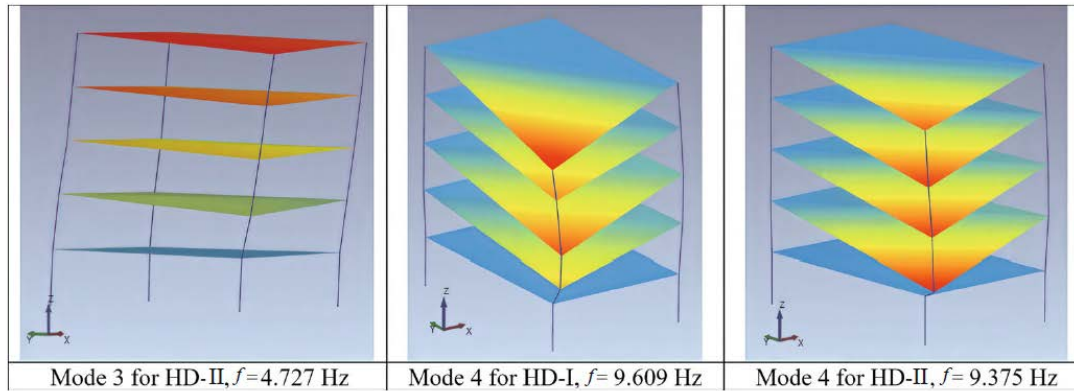 Z
Y
X
Z
Y
X
Z
Y
X
Mode 3 for HD-II, f=4.727 Hz
Mode 4 for HD-I, f=9.609 Hz
Mode 4 for HD-II, f=9.375 Hz